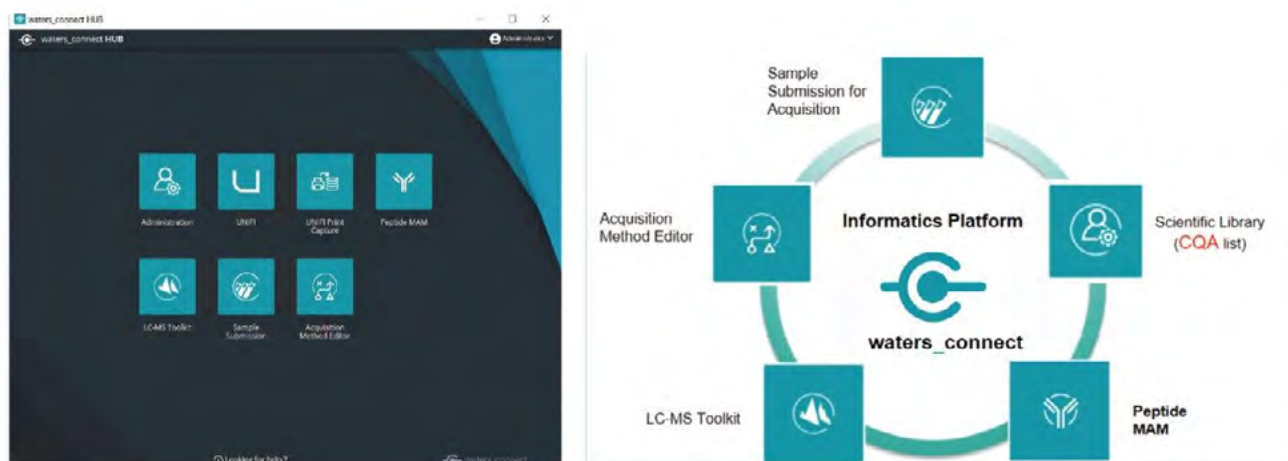 waters_connect HUB
waters_connect HUB
Administrator
Administration
UNIFI
UNIFI Print
Capture
Peptide MAM
LC-MS Toolkit
Sample
Submission
Acquisition
Method Editor
Looking for help?
waters_connect
Sample
Submission for
Acquisition
Acquisition
Method Editor
Informatics Platform
Scientific Library
(CQA list)
waters_connect
LC-MS Toolkit
Peptide
MAM